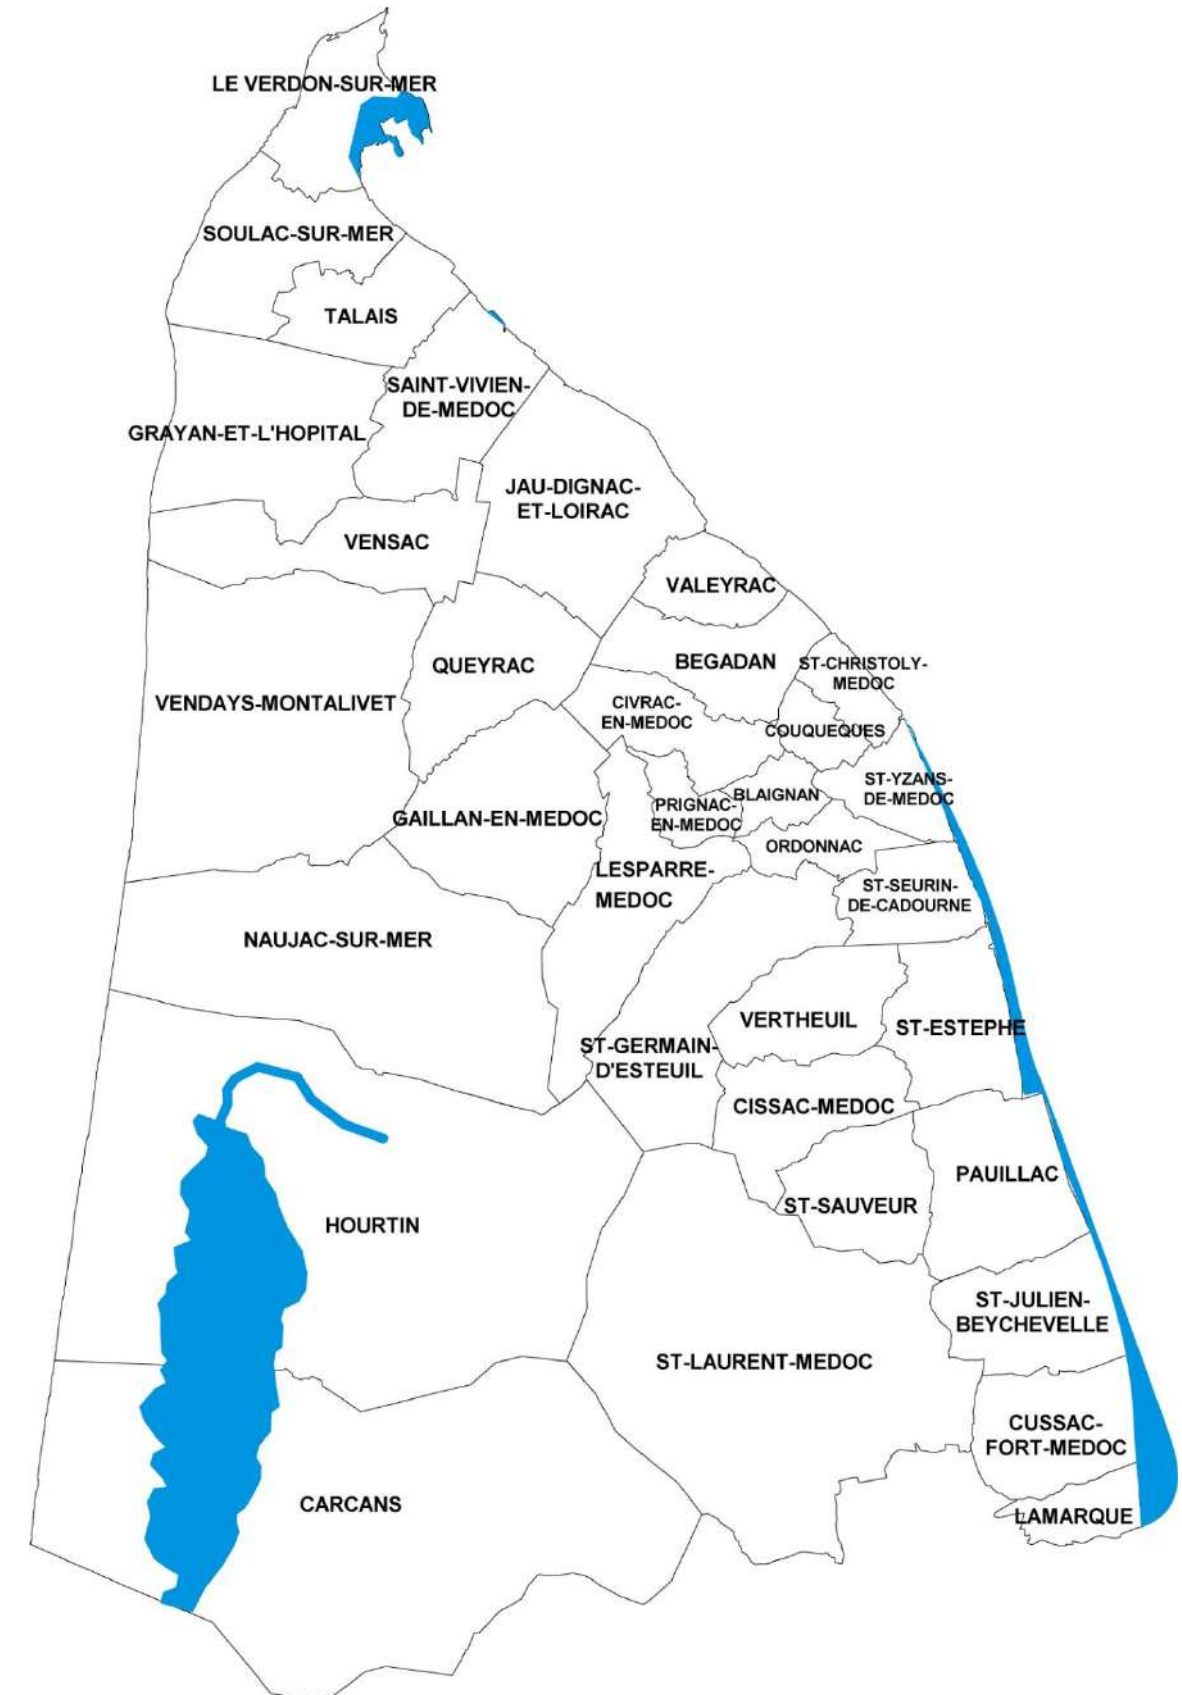 LE VERDON-SUR-MER
SOULAC-SUR-MER
TALAIS
SAINT-VIVIEN-
DE-MEDOC
GRAYAN-ET-L'HOPITAL
JAU-DIGNAC-
ET-LOIRAC
VENSAC
VALEYRAC
QUEYRAC
BEGADAN
ST-CHRISTOLY-
MEDOC
VENDAYS-MONTALIVET
CIVRAC-
EN-MEDOC
COUQUEQUES
ST-YZANS-
DE-MEDOC
BLAIGNAN
PRIGNAC-
EN-MEDOC
GAILLAN-EN-MEDOC
ORDONNAC
LESPARRE-
MEDOC
ST-SEURIN-
DE-CADOURNE
NAUJAC-SUR-MER
VERTHEUIL
ST-ESTEPHE
ST-GERMAIN-
D'ESTEUIL
CISSAC-MEDOC
PAUILLAC
ST-SAUVEUR
HOURTIN
ST-JULIEN-
BEYCHEVELLE
ST-LAURENT-MEDOC
CUSSAC-
FORT-MEDOC
CARCANS
LAMARQUE